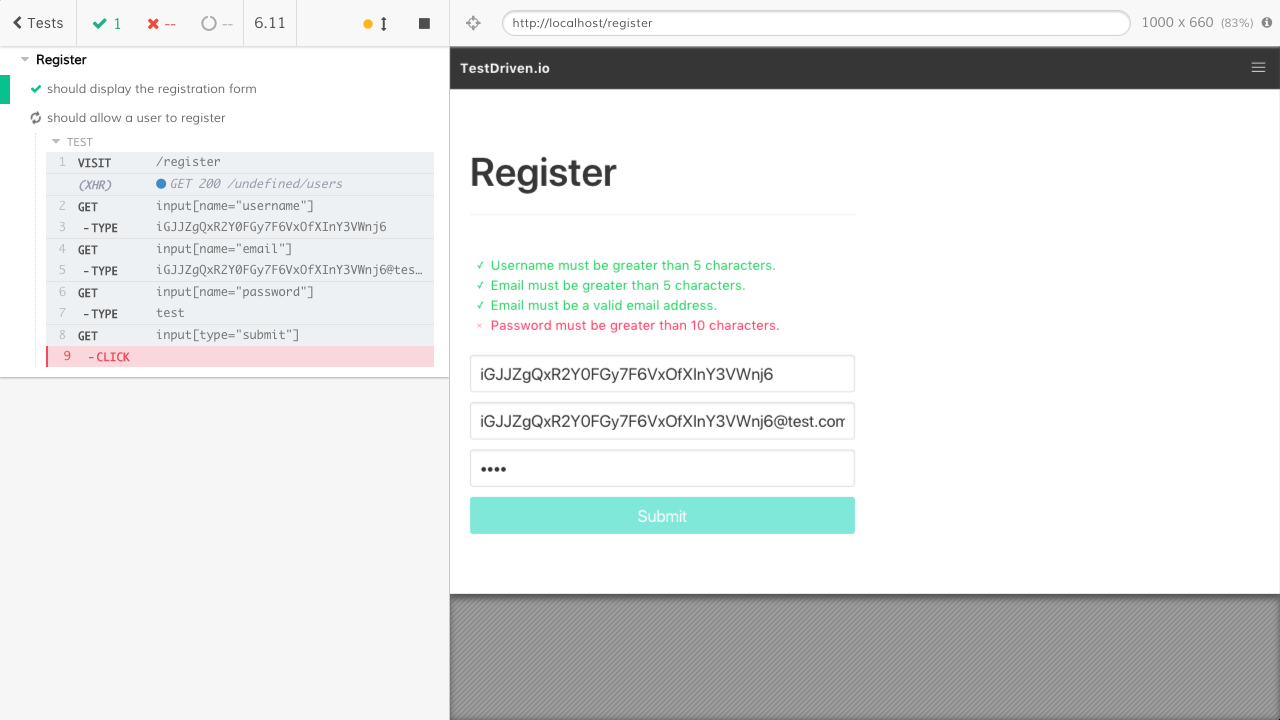 Tests 1 -- -- 6.11
http://localhost/register 1000 x 660 (83%)
Register
should display the registration form
should allow a user to register
TEST
1 VISIT /register
(XHR) GET 200 /undefined/users
2 GET input[name="username"]
3 -TYPE iGJJZgQxR2Y0FGy7F6VxOfXInY3VWnj6
4 GET input[name="email"]
5 -TYPE iGJJZgQxR2Y0FGy7F6VxOfXInY3VWnj6@tes…
6 GET input[name="password"]
7 -TYPE test
8 GET input[type="submit"]
9 -CLICK
TestDriven.io
Register
✓ Username must be greater than 5 characters.
✓ Email must be greater than 5 characters.
✓ Email must be a valid email address.
× Password must be greater than 10 characters.
iGJJZgQxR2Y0FGy7F6VxOfXInY3VWnj6
iGJJZgQxR2Y0FGy7F6VxOfXInY3VWnj6@test.com
••••
Submit